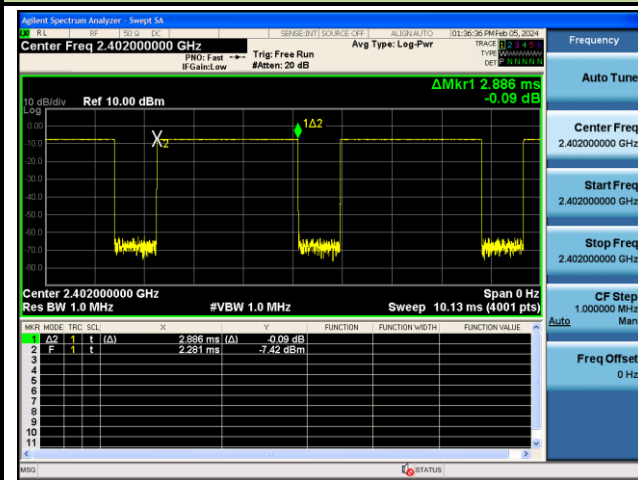 Agilent Spectrum Analyzer - Swept SA
RL RF 50 Ω DC SENSE:INT SOURCE OFF ALIGNAUTO 01:36:36 PM Feb 05, 2024
Center Freq 2.402000000 GHz
PNO: Fast
IFGain:Low
Trig: Free Run
#Atten: 20 dB
Avg Type: Log-Pwr
TRACE 1 2 3 4 5 6
TYPE
DET P N N N N N
ΔMkr1 2.886 ms
-0.09 dB
10 dB/div Ref 10.00 dBm
Log
0.00
-10.0
-20.0
-30.0
-40.0
-50.0
-60.0
-70.0
-80.0
X2
1Δ2
Center 2.402000000 GHz Span 0 Hz
Res BW 1.0 MHz #VBW 1.0 MHz Sweep 10.13 ms (4001 pts)
MKR MODE TRC SCL X Y FUNCTION FUNCTION WIDTH FUNCTION VALUE
1 Δ2 1 t (Δ) 2.886 ms (Δ) -0.09 dB
2 F 1 t 2.281 ms -7.42 dBm
3
4
5
6
7
8
9
10
11
MSG STATUS
Frequency
Auto Tune
Center Freq
2.402000000 GHz
Start Freq
2.402000000 GHz
Stop Freq
2.402000000 GHz
CF Step
1.000000 MHz
Auto Man
Freq Offset
0 Hz